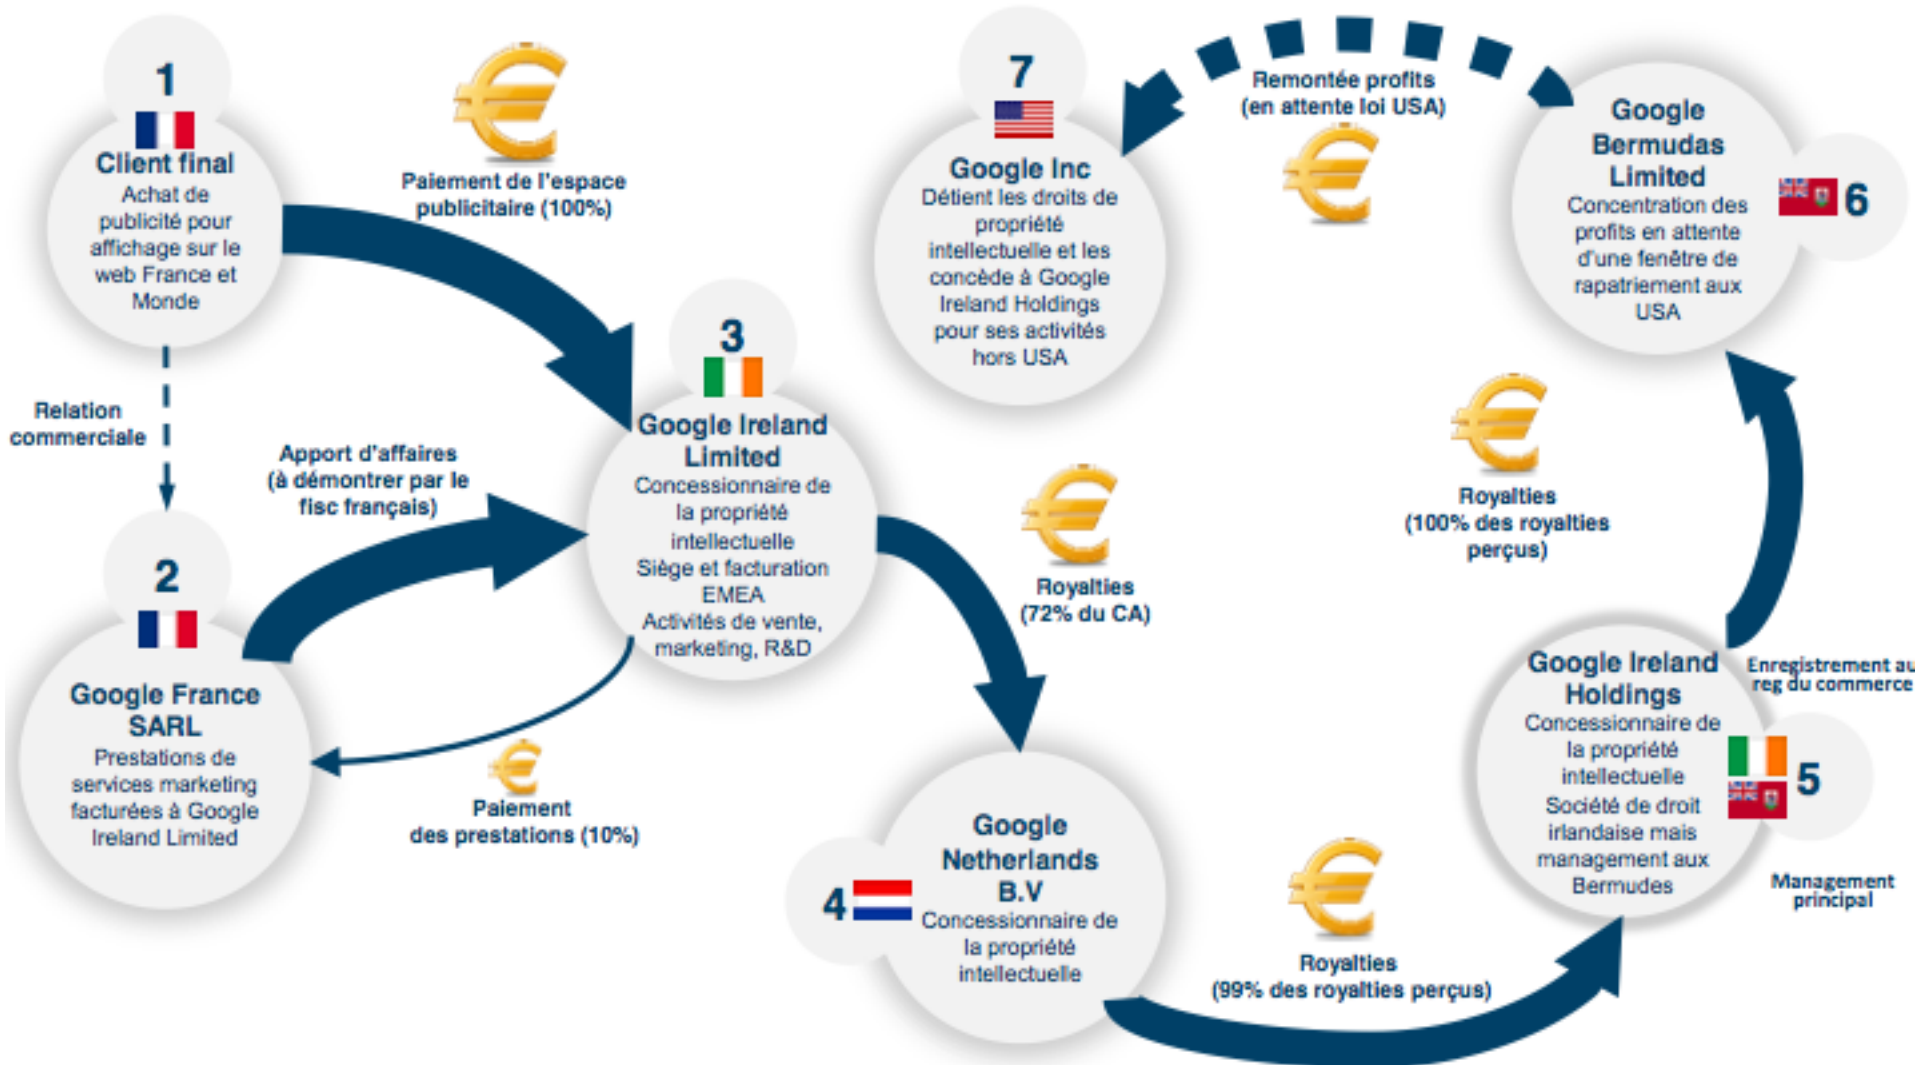 1
Client final
Achat de
publicité pour
affichage sur le
web France et
Monde
Paiement de l'espace
publicitaire (100%)
Relation
commerciale
2
Google France
SARL
Prestations de
services marketing
facturées à Google
Ireland Limited
Apport d'affaires
(à démontrer par le
fisc français)
Paiement
des prestations (10%)
3
Google Ireland
Limited
Concessionnaire de
la propriété
intellectuelle
Siège et facturation
EMEA
Activités de vente,
marketing, R&D
Royalties
(72% du CA)
4
Google
Netherlands
B.V
Concessionnaire de
la propriété
intellectuelle
Royalties
(99% des royalties perçus)
5
Google Ireland
Holdings
Concessionnaire de
la propriété
intellectuelle
Société de droit
irlandaise mais
management aux
Bermudes
Enregistrement au
reg du commerce
Management
principal
Royalties
(100% des royalties
perçus)
6
Google
Bermudas
Limited
Concentration des
profits en attente
d'une fenêtre de
rapatriement aux
USA
Remontée profits
(en attente loi USA)
7
Google Inc
Détient les droits de
propriété
intellectuelle et les
concède à Google
Ireland Holdings
pour ses activités
hors USA